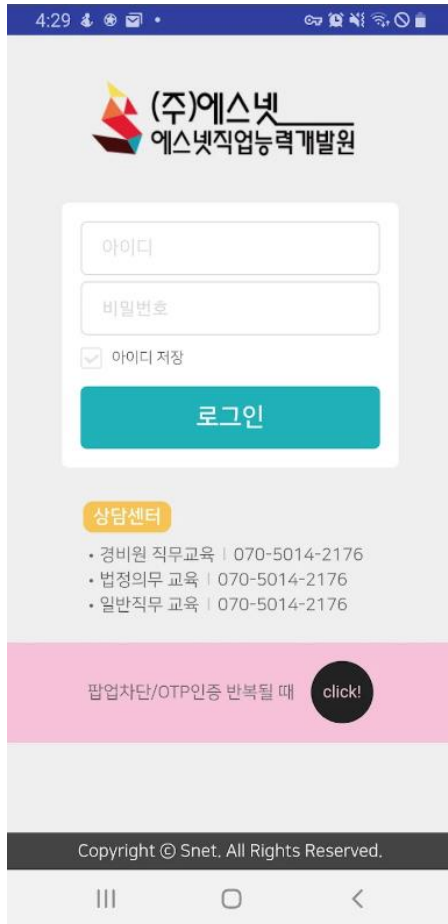 4:29
(주)에스넷
에스넷직업능력개발원
아이디
비밀번호
아이디 저장
로그인
상담센터
• 경비원 직무교육 | 070-5014-2176
• 법정의무 교육 | 070-5014-2176
• 일반직무 교육 | 070-5014-2176
팝업차단/OTP인증 반복될 때 click!
Copyright ⓒ Snet. All Rights Reserved.